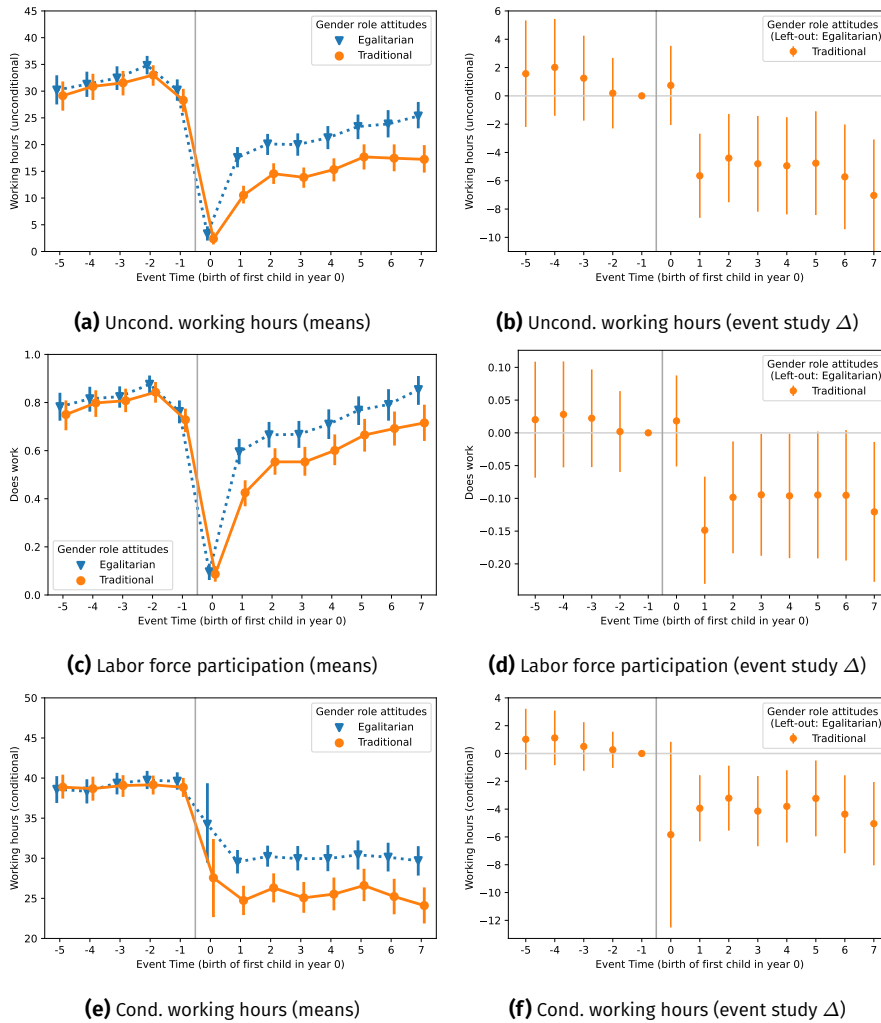 45
40
35
30
25
20
15
10
5
0
Working hours (unconditional)
Gender role attitudes
Egalitarian
Traditional
-5 -4 -3 -2 -1 0 1 2 3 4 5 6 7
Event Time (birth of first child in year 0)
(a) Uncond. working hours (means)
6
4
2
0
−2
−4
−6
−8
−10
Working hours (unconditional)
Gender role attitudes
(Left-out: Egalitarian)
Traditional
-5 -4 -3 -2 -1 0 1 2 3 4 5 6 7
Event Time (birth of first child in year 0)
(b) Uncond. working hours (event study Δ)
1.0
0.8
0.6
0.4
0.2
0.0
Does work
Gender role attitudes
Egalitarian
Traditional
-5 -4 -3 -2 -1 0 1 2 3 4 5 6 7
Event Time (birth of first child in year 0)
(c) Labor force participation (means)
0.10
0.05
0.00
−0.05
−0.10
−0.15
−0.20
Does work
Gender role attitudes
(Left-out: Egalitarian)
Traditional
-5 -4 -3 -2 -1 0 1 2 3 4 5 6 7
Event Time (birth of first child in year 0)
(d) Labor force participation (event study Δ)
50
45
40
35
30
25
20
Working hours (conditional)
Gender role attitudes
Egalitarian
Traditional
-5 -4 -3 -2 -1 0 1 2 3 4 5 6 7
Event Time (birth of first child in year 0)
(e) Cond. working hours (means)
4
2
0
−2
−4
−6
−8
−10
−12
Working hours (conditional)
Gender role attitudes
(Left-out: Egalitarian)
Traditional
-5 -4 -3 -2 -1 0 1 2 3 4 5 6 7
Event Time (birth of first child in year 0)
(f) Cond. working hours (event study Δ)